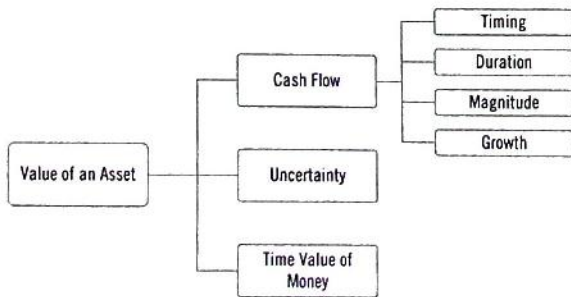 Timing
Cash Flow
Duration
Magnitude
Growth
Value of an Asset
Uncertainty
Time Value of
Money